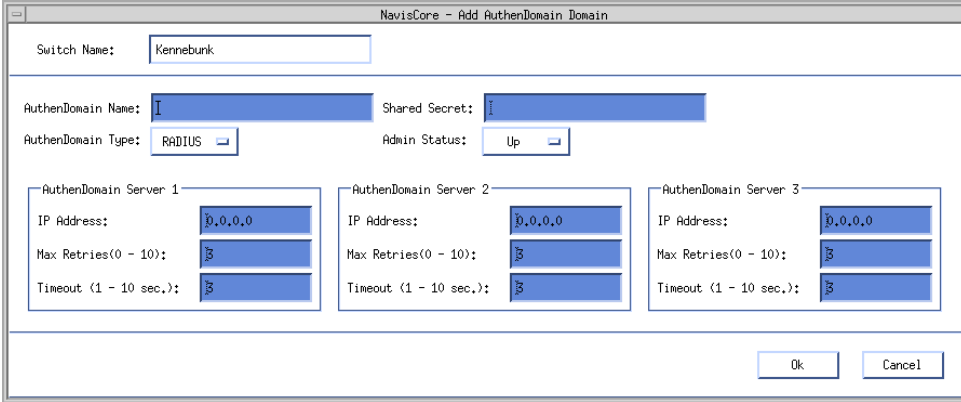 NavisCore - Add AuthenDomain Domain
Switch Name: Kennebunk
AuthenDomain Name: Shared Secret:
AuthenDomain Type: RADIUS Admin Status: Up
AuthenDomain Server 1 AuthenDomain Server 2 AuthenDomain Server 3
IP Address: 0.0.0.0 IP Address: 0.0.0.0 IP Address: 0.0.0.0
Max Retries(0 - 10): 3 Max Retries(0 - 10): 3 Max Retries(0 - 10): 3
Timeout (1 - 10 sec.): 3 Timeout (1 - 10 sec.): 3 Timeout (1 - 10 sec.): 3
Ok Cancel